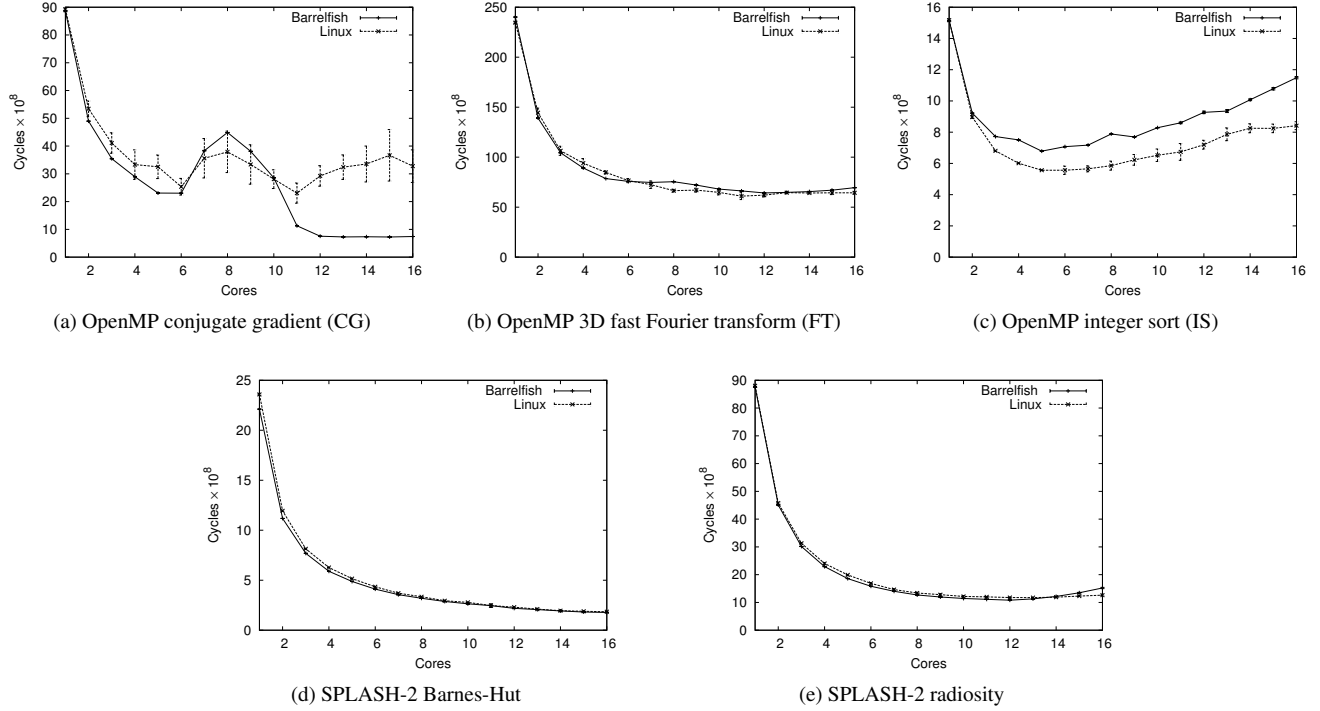 90
80
70
60
50
40
30
20
10
0
2 4 6 8 10 12 14 16
Cycles × 10^8
Cores
Barrelfish
Linux
(a) OpenMP conjugate gradient (CG)
250
200
150
100
50
0
2 4 6 8 10 12 14 16
Cycles × 10^8
Cores
Barrelfish
Linux
(b) OpenMP 3D fast Fourier transform (FT)
16
14
12
10
8
6
4
2
0
2 4 6 8 10 12 14 16
Cycles × 10^8
Cores
Barrelfish
Linux
(c) OpenMP integer sort (IS)
25
20
15
10
5
0
2 4 6 8 10 12 14 16
Cycles × 10^8
Cores
Barrelfish
Linux
(d) SPLASH-2 Barnes-Hut
90
80
70
60
50
40
30
20
10
0
2 4 6 8 10 12 14 16
Cycles × 10^8
Cores
Barrelfish
Linux
(e) SPLASH-2 radiosity